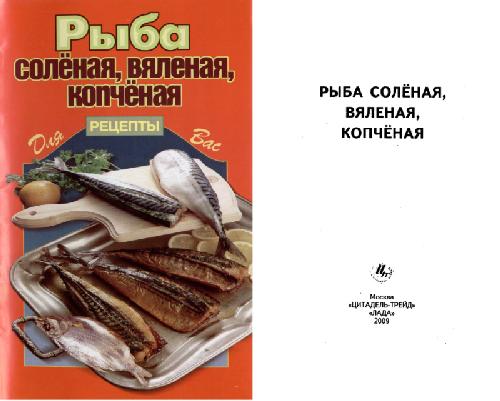 Рыба
солёная, вяленая,
копчёная
РЕЦЕПТЫ
Для
Вас
РЫБА СОЛЁНАЯ,
ВЯЛЕНАЯ,
КОПЧЁНАЯ
Москва
«ЦИТАДЕЛЬ-ТРЕЙД»
«ЛАДА»
2009